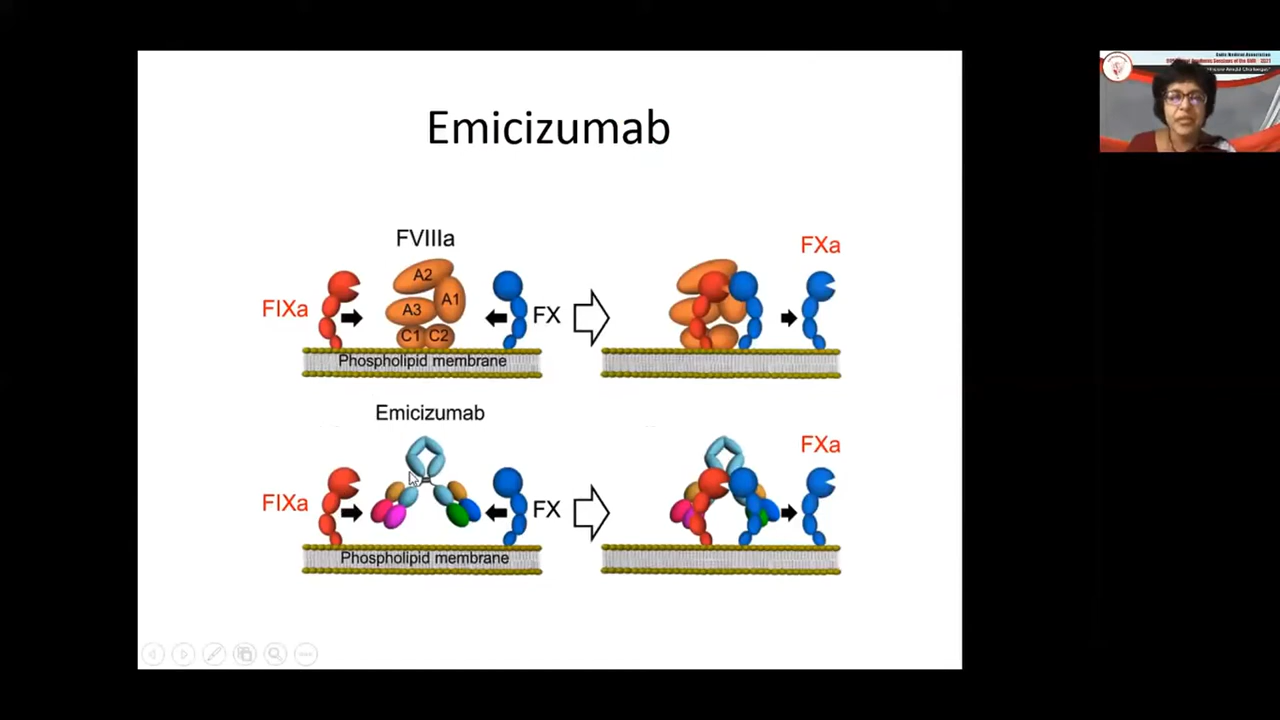 Emicizumab
FVIIIa
FXa
A2
A1
A3
FIXa
FX
C1 C2
Phospholipid membrane
Emicizumab
FXa
FIXa
FX
Phospholipid membrane